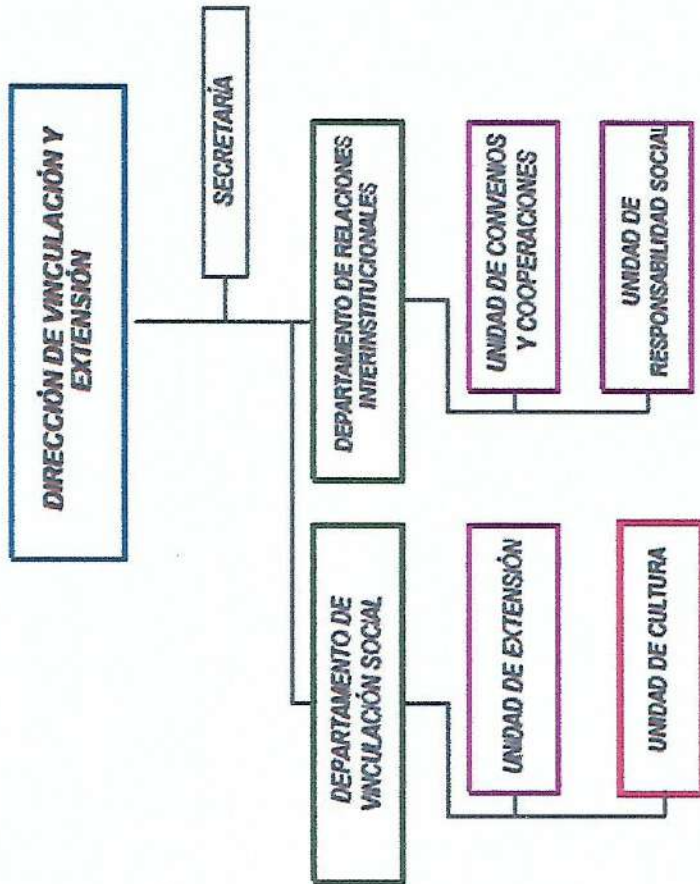 DIRECCIÓN DE VINCULACIÓN Y
EXTENSIÓN
SECRETARÍA
DEPARTAMENTO DE
VINCULACIÓN SOCIAL
DEPARTAMENTO DE RELACIONES
INTERINSTITUCIONALES
UNIDAD DE EXTENSIÓN
UNIDAD DE CONVENIOS
Y COOPERACIONES
UNIDAD DE CULTURA
UNIDAD DE
RESPONSABILIDAD SOCIAL